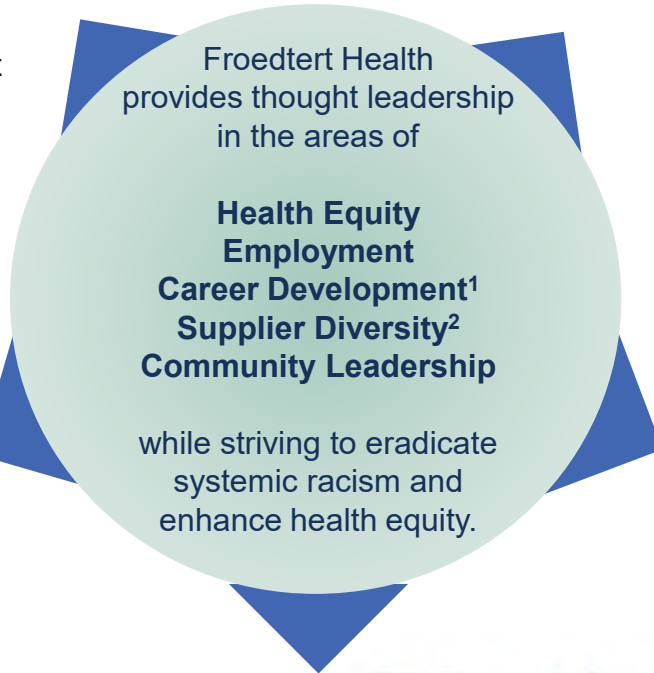 Froedtert Health
provides thought leadership
in the areas of
Health Equity
Employment
Career Development¹
Supplier Diversity²
Community Leadership
while striving to eradicate
systemic racism and
enhance health equity.